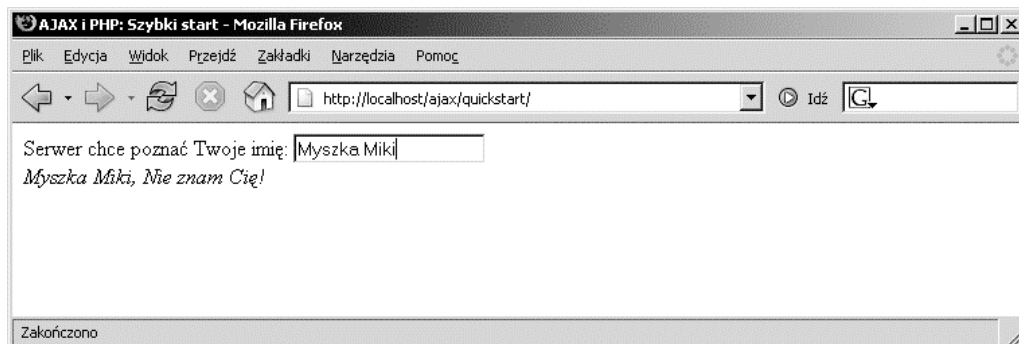 AJAX i PHP: Szybki start - Mozilla Firefox
Plik Edycja Widok Przejdź Zakładki Narzędzia Pomoc
http://localhost/ajax/quickstart/ Idź G
Serwer chce poznać Twoje imię: Myszka Miki
Myszka Miki, Nie znam Cię!
Zakończono